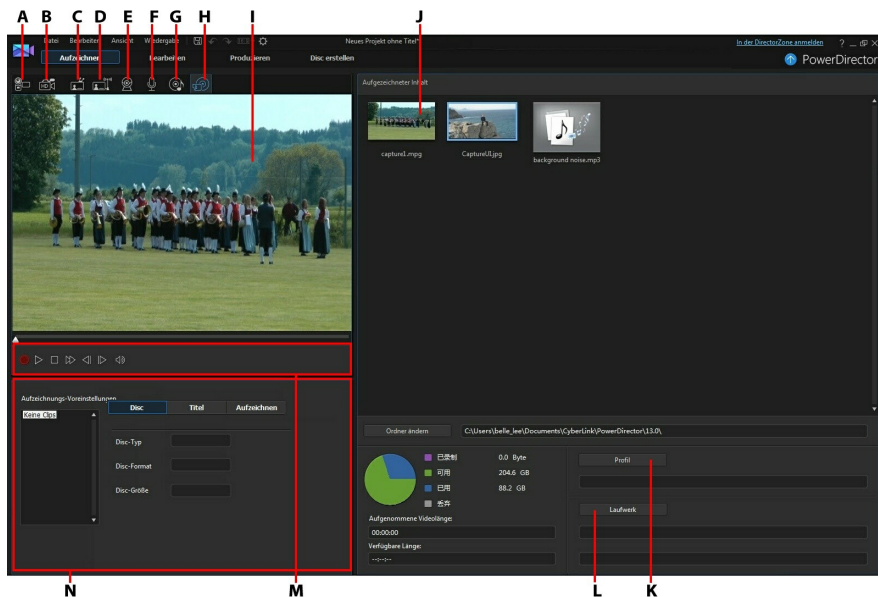 A B C D E F G H I J
Datei Bearbeiten Ansicht Wiedergabe
Neues Projekt ohne Titel*
In der DirectorZone anmelden
Aufzeichnen Bearbeiten Produzieren Disc erstellen
PowerDirector
HD
Aufgezeichneter Inhalt
capture1.mpg CaptureUI.jpg background noise.mp3
Aufzeichnungs-Voreinstellungen
Keine Clips
Disc Titel Aufzeichnen
Disc-Typ
Disc-Format
Disc-Größe
Ordner ändern C:\Users\belle_lee\Documents\CyberLink\PowerDirector\13.0\
已录制 0.0 Byte
可用 204.6 GB
已用 88.2 GB
丢弃
Aufgenommene Videolänge:
00:00:00
Verfügbare Länge:
--:--:--
Profil
Laufwerk
N M L K